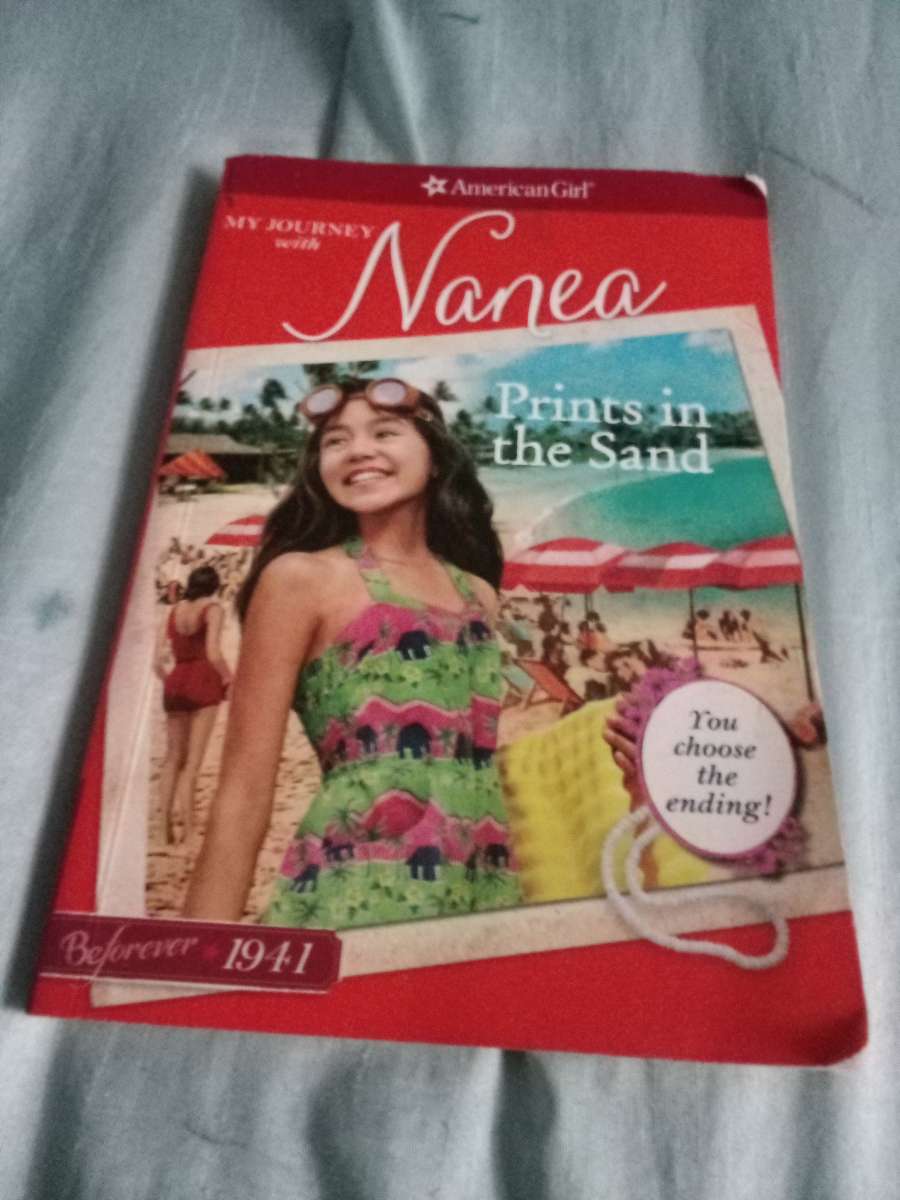 American Girl®
MY JOURNEY
with
Nanea
Prints in
the Sand
You
choose
the
ending!
Beforever 1941